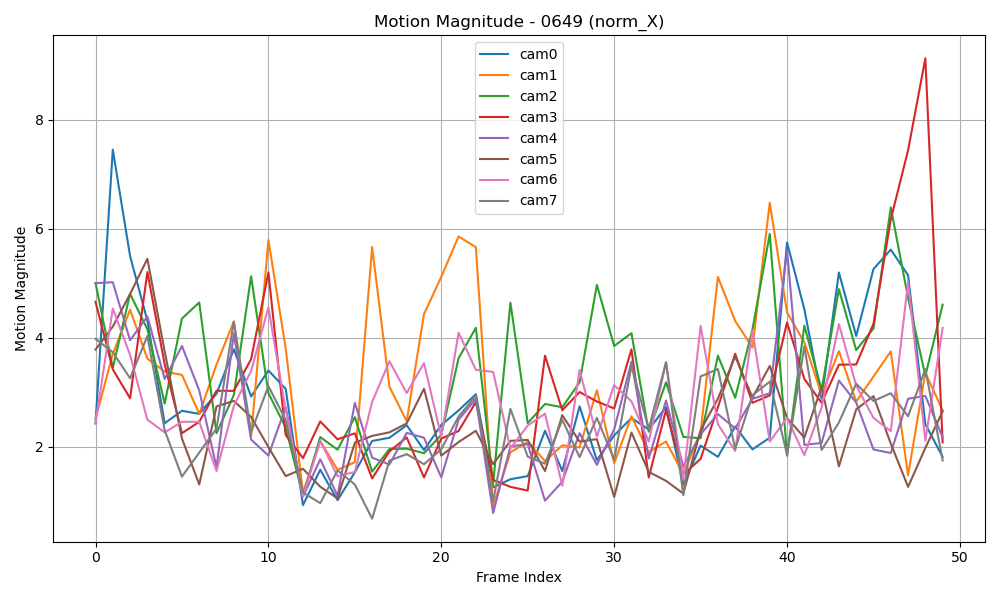 Motion Magnitude - 0649 (norm_X)
cam0
cam1
cam2
cam3
cam4
cam5
cam6
cam7
Motion Magnitude
8
6
4
2
0
10
20
30
40
50
Frame Index